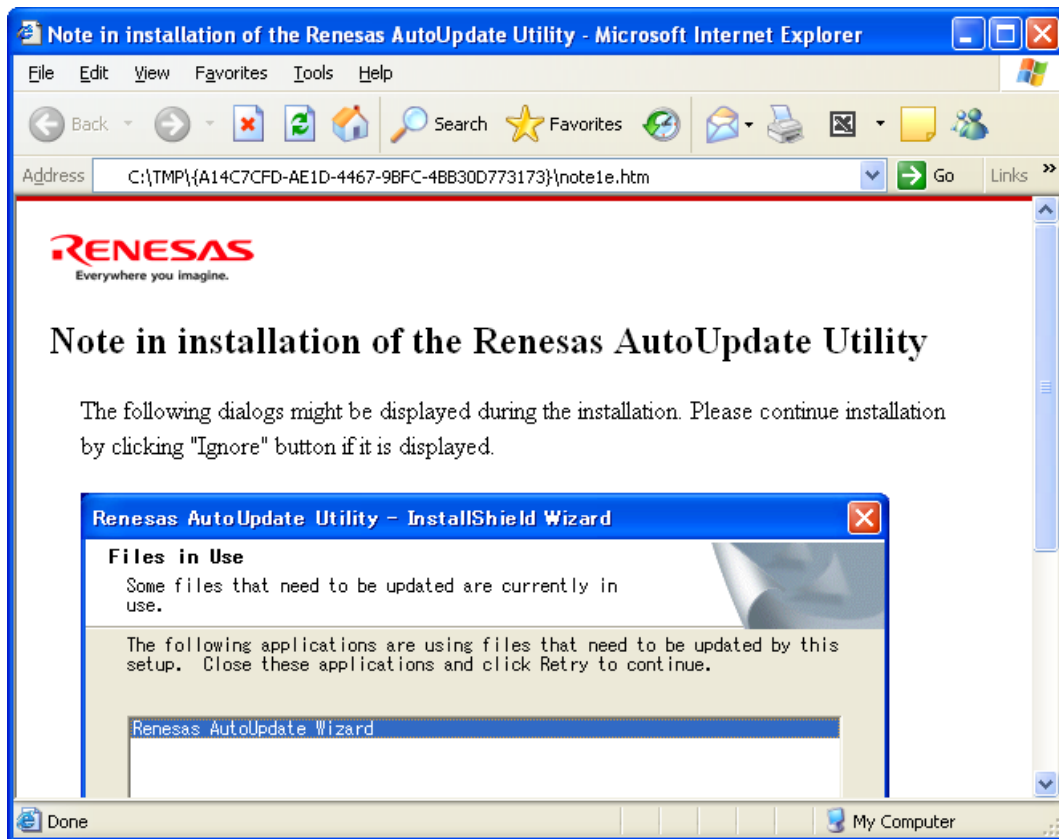 Note in installation of the Renesas AutoUpdate Utility - Microsoft Internet Explorer
File Edit View Favorites Tools Help
Back Search Favorites
Address C:\TMP\{A14C7CFD-AE1D-4467-9BFC-4BB30D773173}\note1e.htm Go Links »
RENESAS
Everywhere you imagine.
Note in installation of the Renesas AutoUpdate Utility
The following dialogs might be displayed during the installation. Please continue installation
by clicking "Ignore" button if it is displayed.
Renesas AutoUpdate Utility - InstallShield Wizard
Files in Use
Some files that need to be updated are currently in
use.
The following applications are using files that need to be updated by this
setup. Close these applications and click Retry to continue.
Renesas AutoUpdate Wizard
Done My Computer